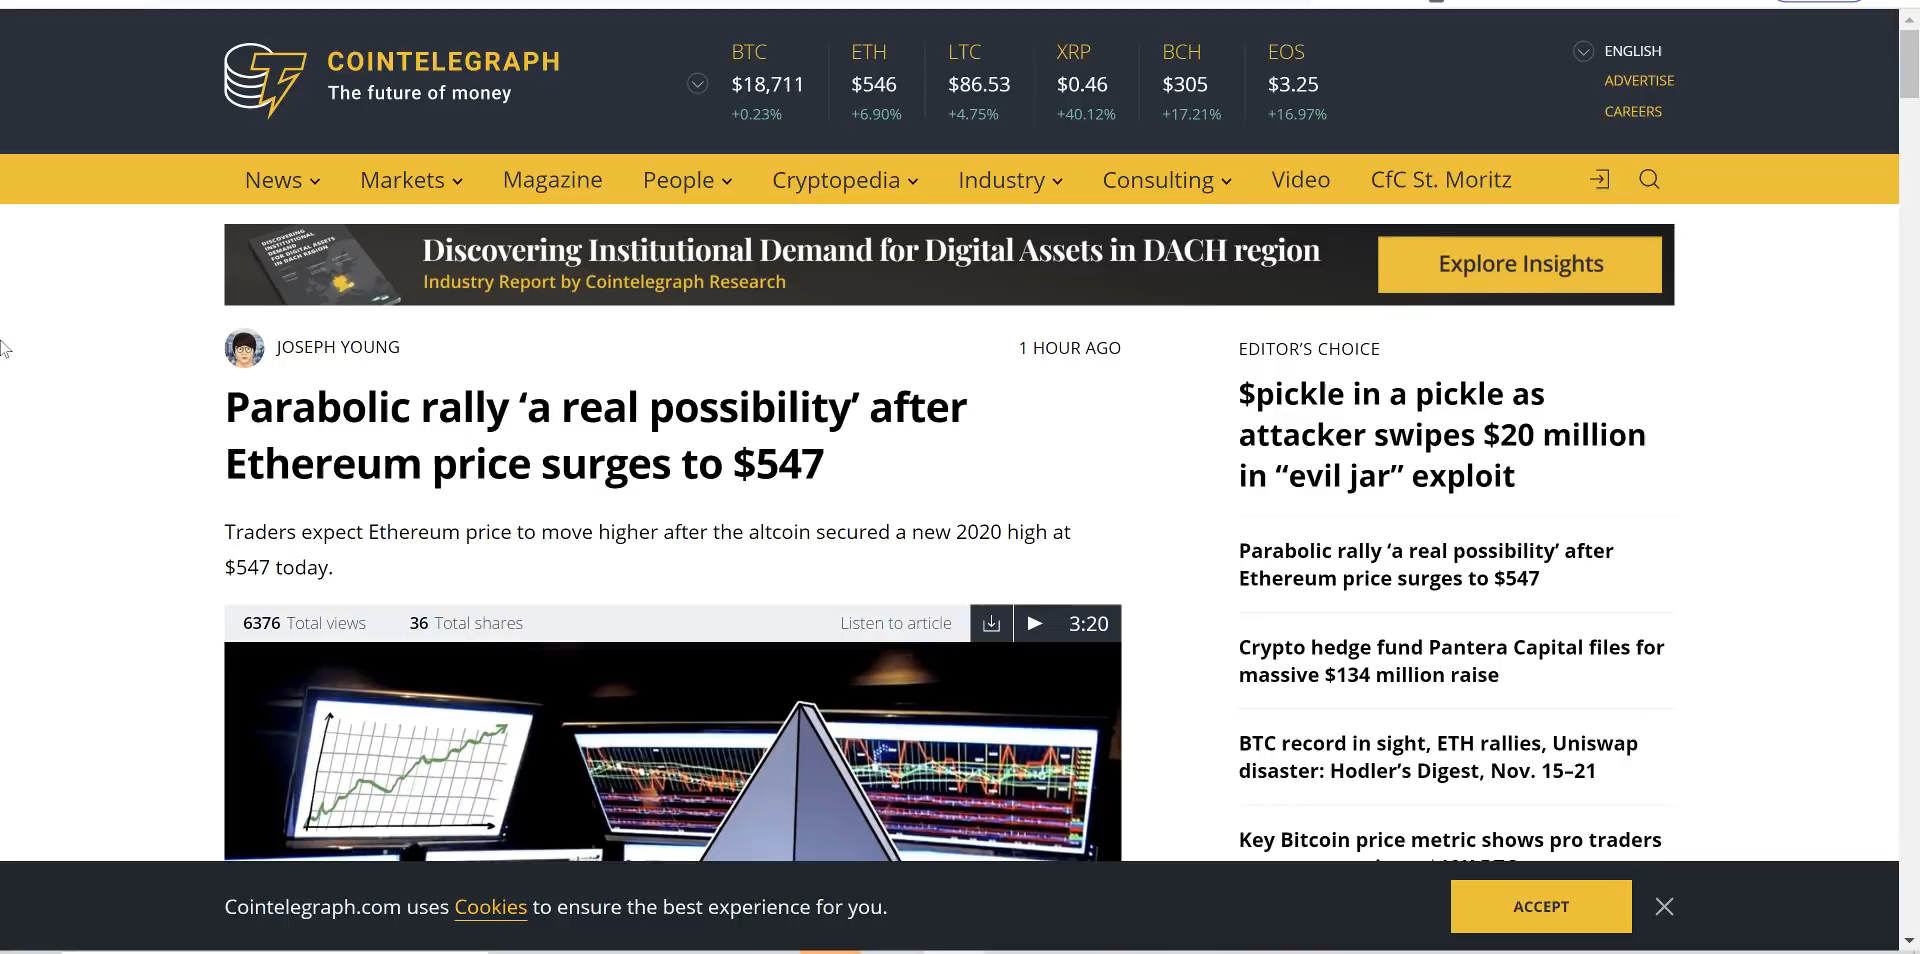 COINTELEGRAPH
The future of money
BTC
$18,711
+0.23%
ETH
$546
+6.90%
LTC
$86.53
+4.75%
XRP
$0.46
+40.12%
BCH
$305
+17.21%
EOS
$3.25
+16.97%
ENGLISH
ADVERTISE
CAREERS
News Markets Magazine People Cryptopedia Industry Consulting Video CfC St. Moritz
DISCOVERING
INSTITUTIONAL
DEMAND
FOR DIGITAL ASSETS
IN DACH REGION
Discovering Institutional Demand for Digital Assets in DACH region
Industry Report by Cointelegraph Research
Explore Insights
JOSEPH YOUNG
1 HOUR AGO
Parabolic rally ‘a real possibility’ after
Ethereum price surges to $547
Traders expect Ethereum price to move higher after the altcoin secured a new 2020 high at
$547 today.
6376 Total views 36 Total shares Listen to article 3:20
EDITOR’S CHOICE
$pickle in a pickle as
attacker swipes $20 million
in “evil jar” exploit
Parabolic rally ‘a real possibility’ after
Ethereum price surges to $547
Crypto hedge fund Pantera Capital files for
massive $134 million raise
BTC record in sight, ETH rallies, Uniswap
disaster: Hodler’s Digest, Nov. 15–21
Key Bitcoin price metric shows pro traders
Cointelegraph.com uses Cookies to ensure the best experience for you.
ACCEPT